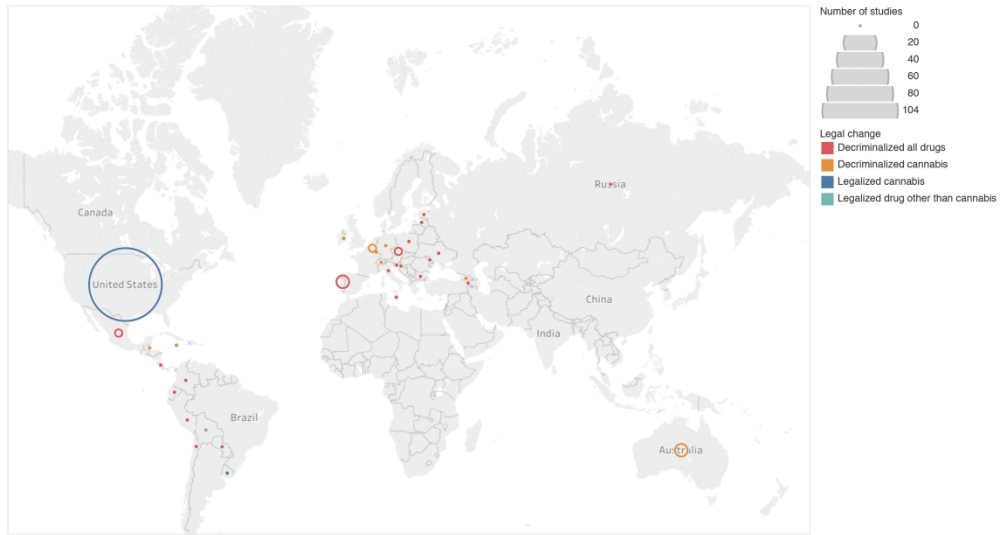 Number of studies
0
20
40
60
80
104
Legal change
Decriminalized all drugs
Decriminalized cannabis
Legalized cannabis
Legalized drug other than cannabis
Russia
Canada
United States
China
India
Brazil
Australia